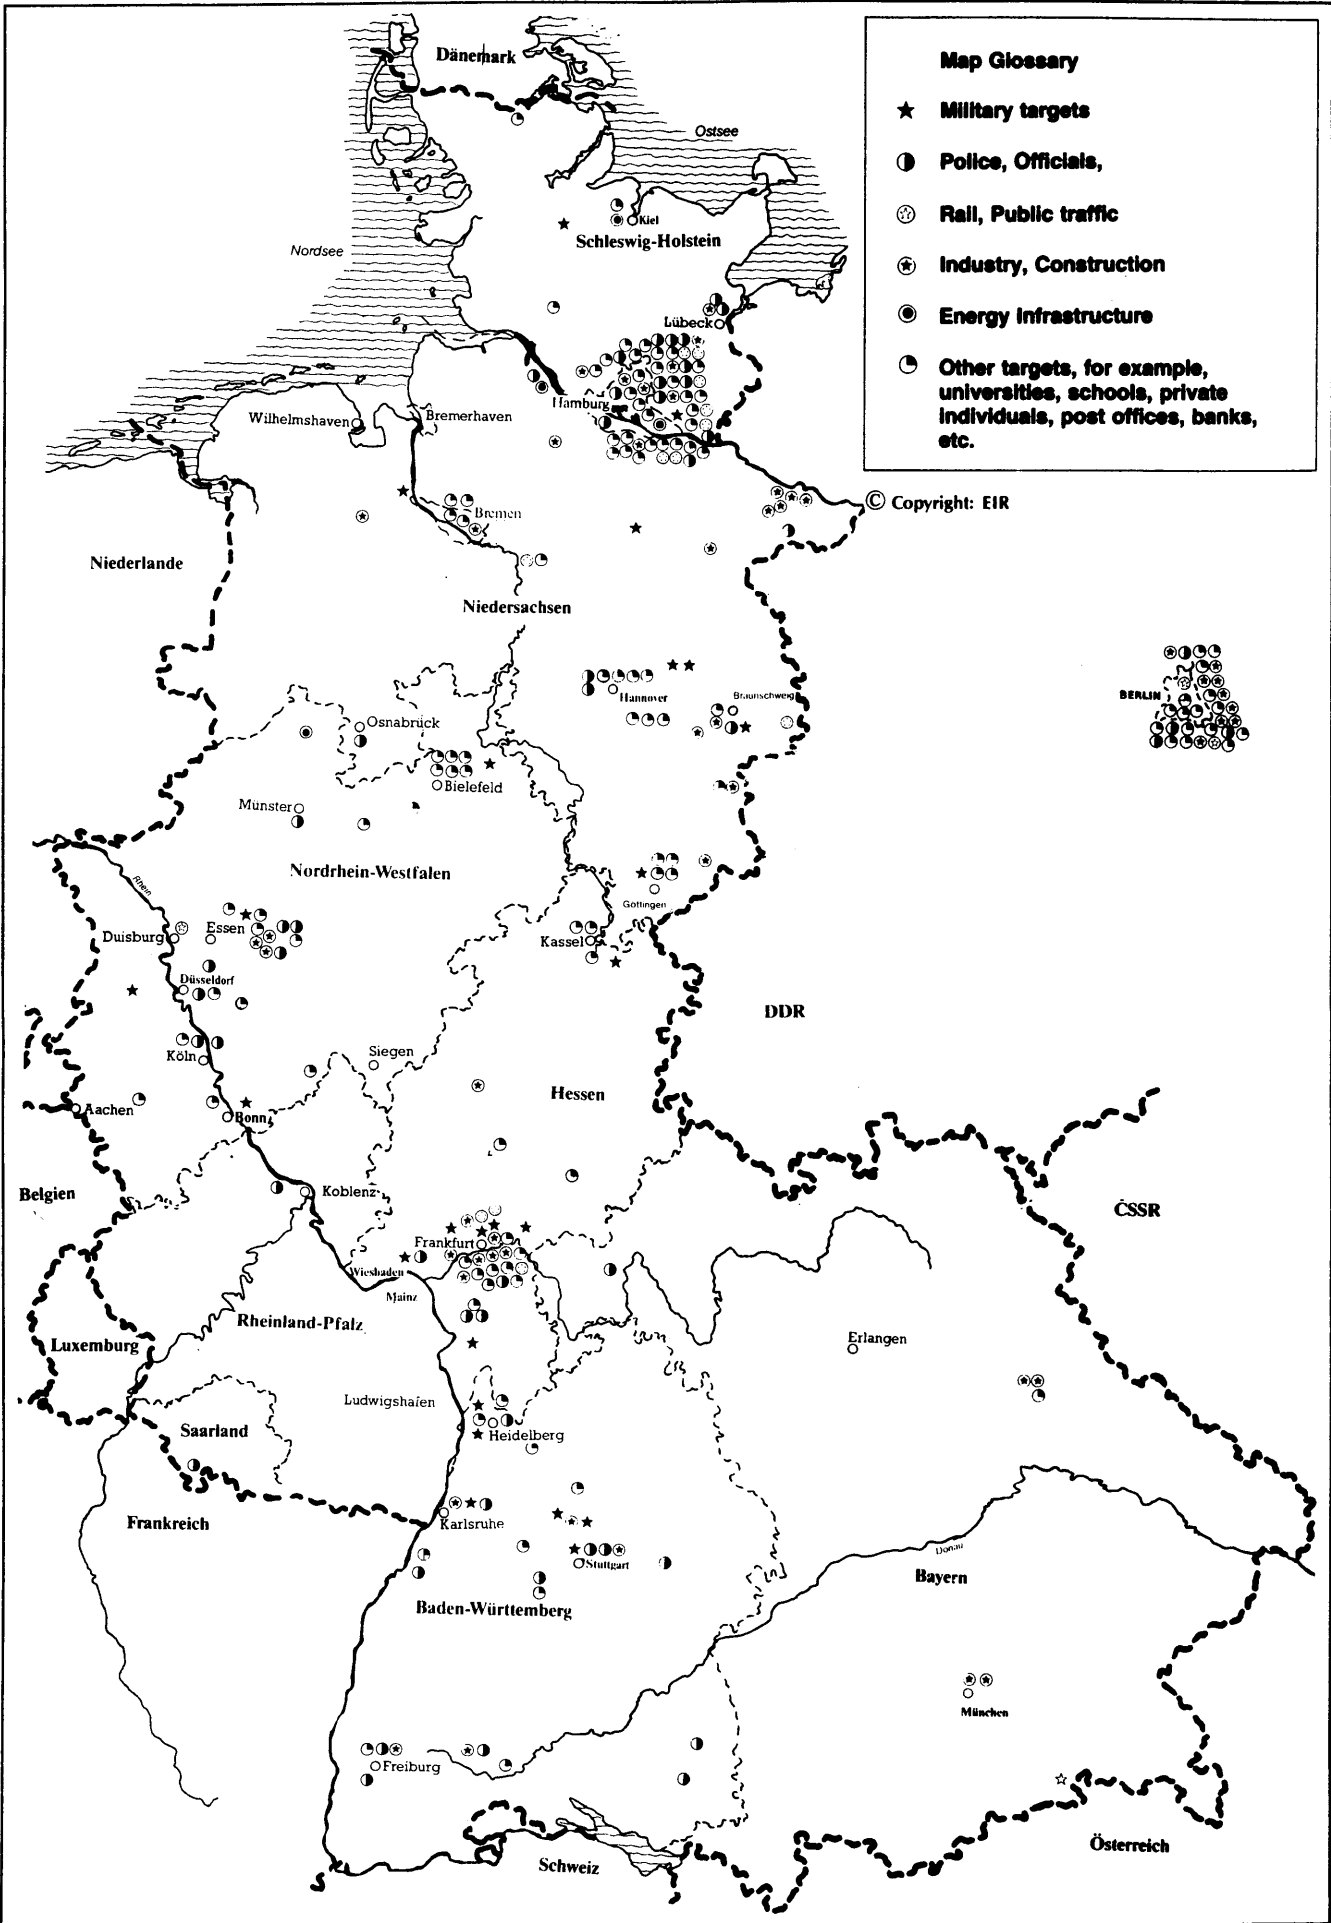 Map Glossary
Military targets
Police, Officials,
Rail, Public traffic
Industry, Construction
Energy Infrastructure
Other targets, for example,
universities, schools, private
individuals, post offices, banks,
etc.
© Copyright: EIR
Dänemark
Ostsee
Kiel
Schleswig-Holstein
Nordsee
Lübeck
Hamburg
Wilhelmshaven
Bremerhaven
Bremen
Niederlande
Niedersachsen
Hannover
Braunschweig
BERLIN
Osnabrück
Bielefeld
Münster
Nordrhein-Westfalen
Rhein
Göttingen
Duisburg
Essen
Kassel
Düsseldorf
DDR
Köln
Siegen
Hessen
Aachen
Bonn
Belgien
Koblenz
ČSSR
Frankfurt
Wiesbaden
Mainz
Rheinland-Pfalz
Luxemburg
Erlangen
Ludwigshafen
Saarland
Heidelberg
Frankreich
Karlsruhe
Stuttgart
Donau
Bayern
Baden-Württemberg
München
Freiburg
Schweiz
Österreich